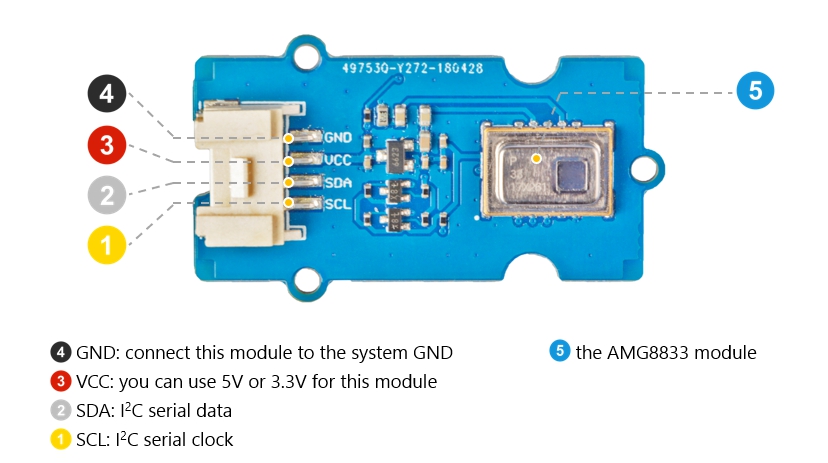 497530-Y272-180428
4
5
GND
3
VCC
2
SDA
SCL
1
4 GND: connect this module to the system GND
5 the AMG8833 module
3 VCC: you can use 5V or 3.3V for this module
2 SDA: I²C serial data
1 SCL: I²C serial clock